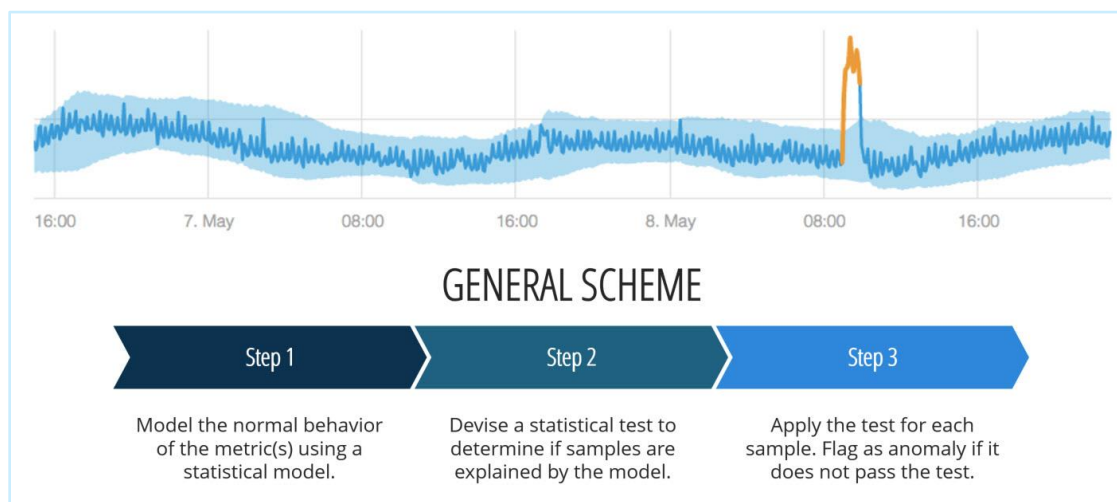 16:00 7. May 08:00 16:00 8. May 08:00 16:00
GENERAL SCHEME
Step 1
Step 2
Step 3
Model the normal behavior
of the metric(s) using a
statistical model.
Devise a statistical test to
determine if samples are
explained by the model.
Apply the test for each
sample. Flag as anomaly if it
does not pass the test.